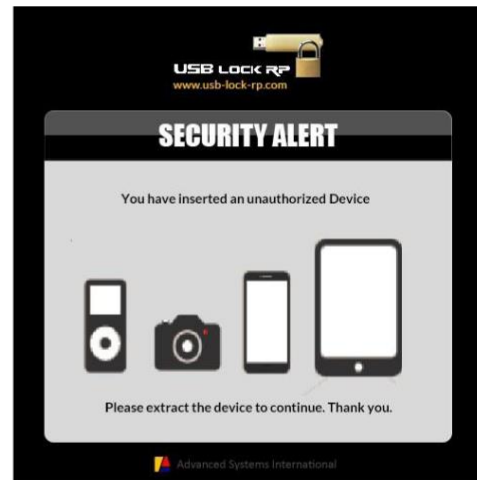 USB LOCK RP
www.usb-lock-rp.com
SECURITY ALERT
You have inserted an unauthorized Device
Please extract the device to continue. Thank you.
Advanced Systems International